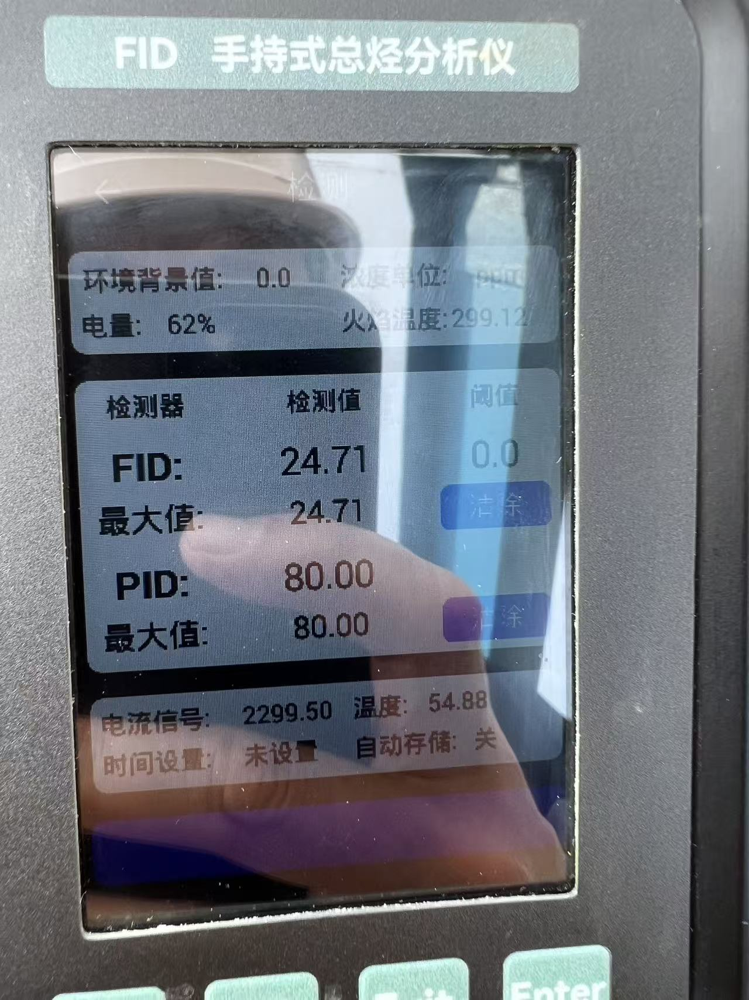 FID 手持式总烃分析仪
← 检测
环境背景值: 0.0 浓度单位: ppm
电量: 62% 火焰温度: 299.12
检测器 检测值 阈值
FID: 24.71 0.0
最大值: 24.71 清除
PID: 80.00
最大值: 80.00 清除
电流信号: 2299.50 温度: 54.88
时间设置: 未设置 自动存储: 关
Enter